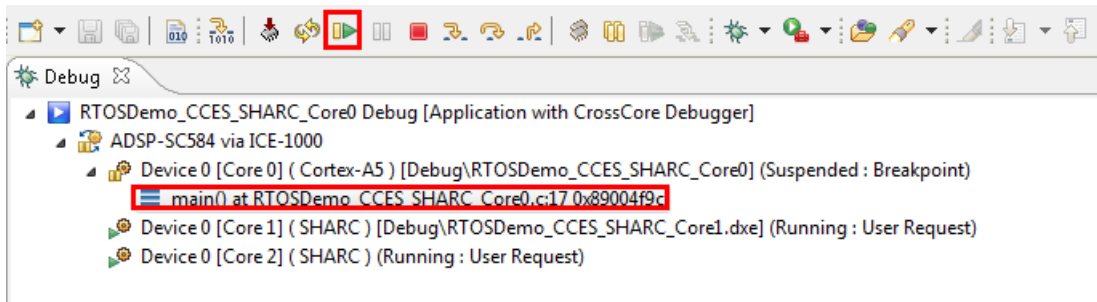 010
1010
Debug
RTOSDemo_CCES_SHARC_Core0 Debug [Application with CrossCore Debugger]
ADSP-SC584 via ICE-1000
Device 0 [Core 0] ( Cortex-A5 ) [Debug\RTOSDemo_CCES_SHARC_Core0] (Suspended : Breakpoint)
main() at RTOSDemo_CCES_SHARC_Core0.c:17 0x89004f9c
Device 0 [Core 1] ( SHARC ) [Debug\RTOSDemo_CCES_SHARC_Core1.dxe] (Running : User Request)
Device 0 [Core 2] ( SHARC ) (Running : User Request)